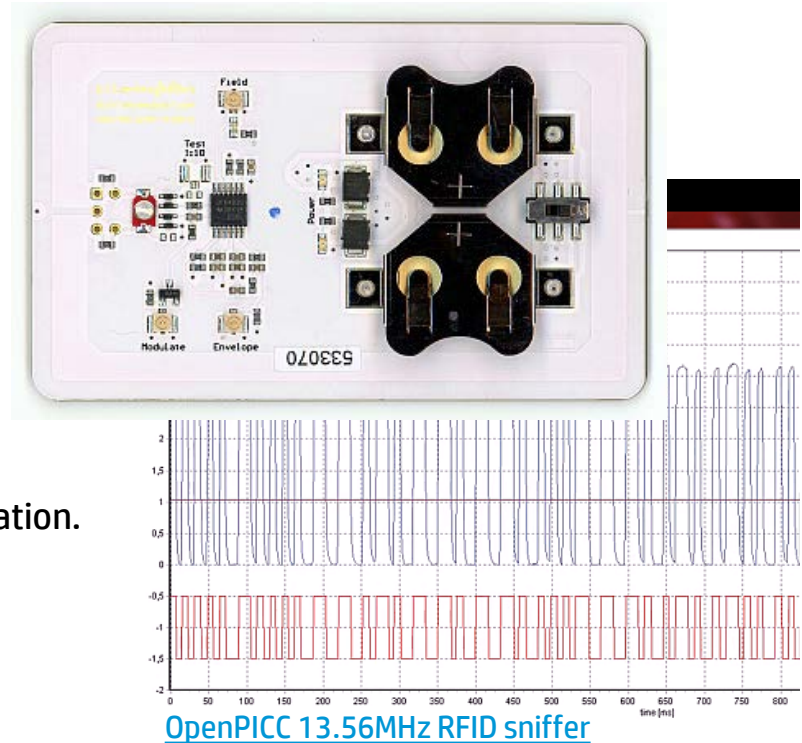 Field
Test
1:10
Power
Modulate Envelope
533070
2
1,5
1
ation.
0,5
0
-0,5
-1
-1,5
-2
0 50 100 150 200 250 300 350 400 450 500 550 600 650 700 750 800
time [ms]
OpenPICC 13.56MHz RFID sniffer